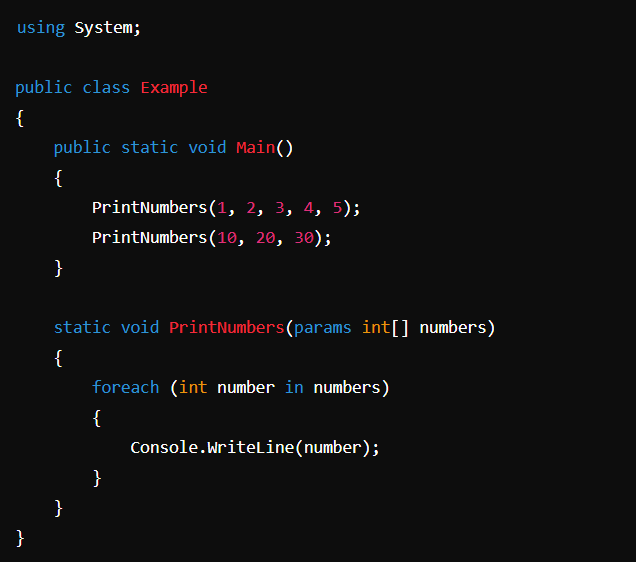 using System;

public class Example
{
    public static void Main()
    {
        PrintNumbers(1, 2, 3, 4, 5);
        PrintNumbers(10, 20, 30);
    }

    static void PrintNumbers(params int[] numbers)
    {
        foreach (int number in numbers)
        {
            Console.WriteLine(number);
        }
    }
}